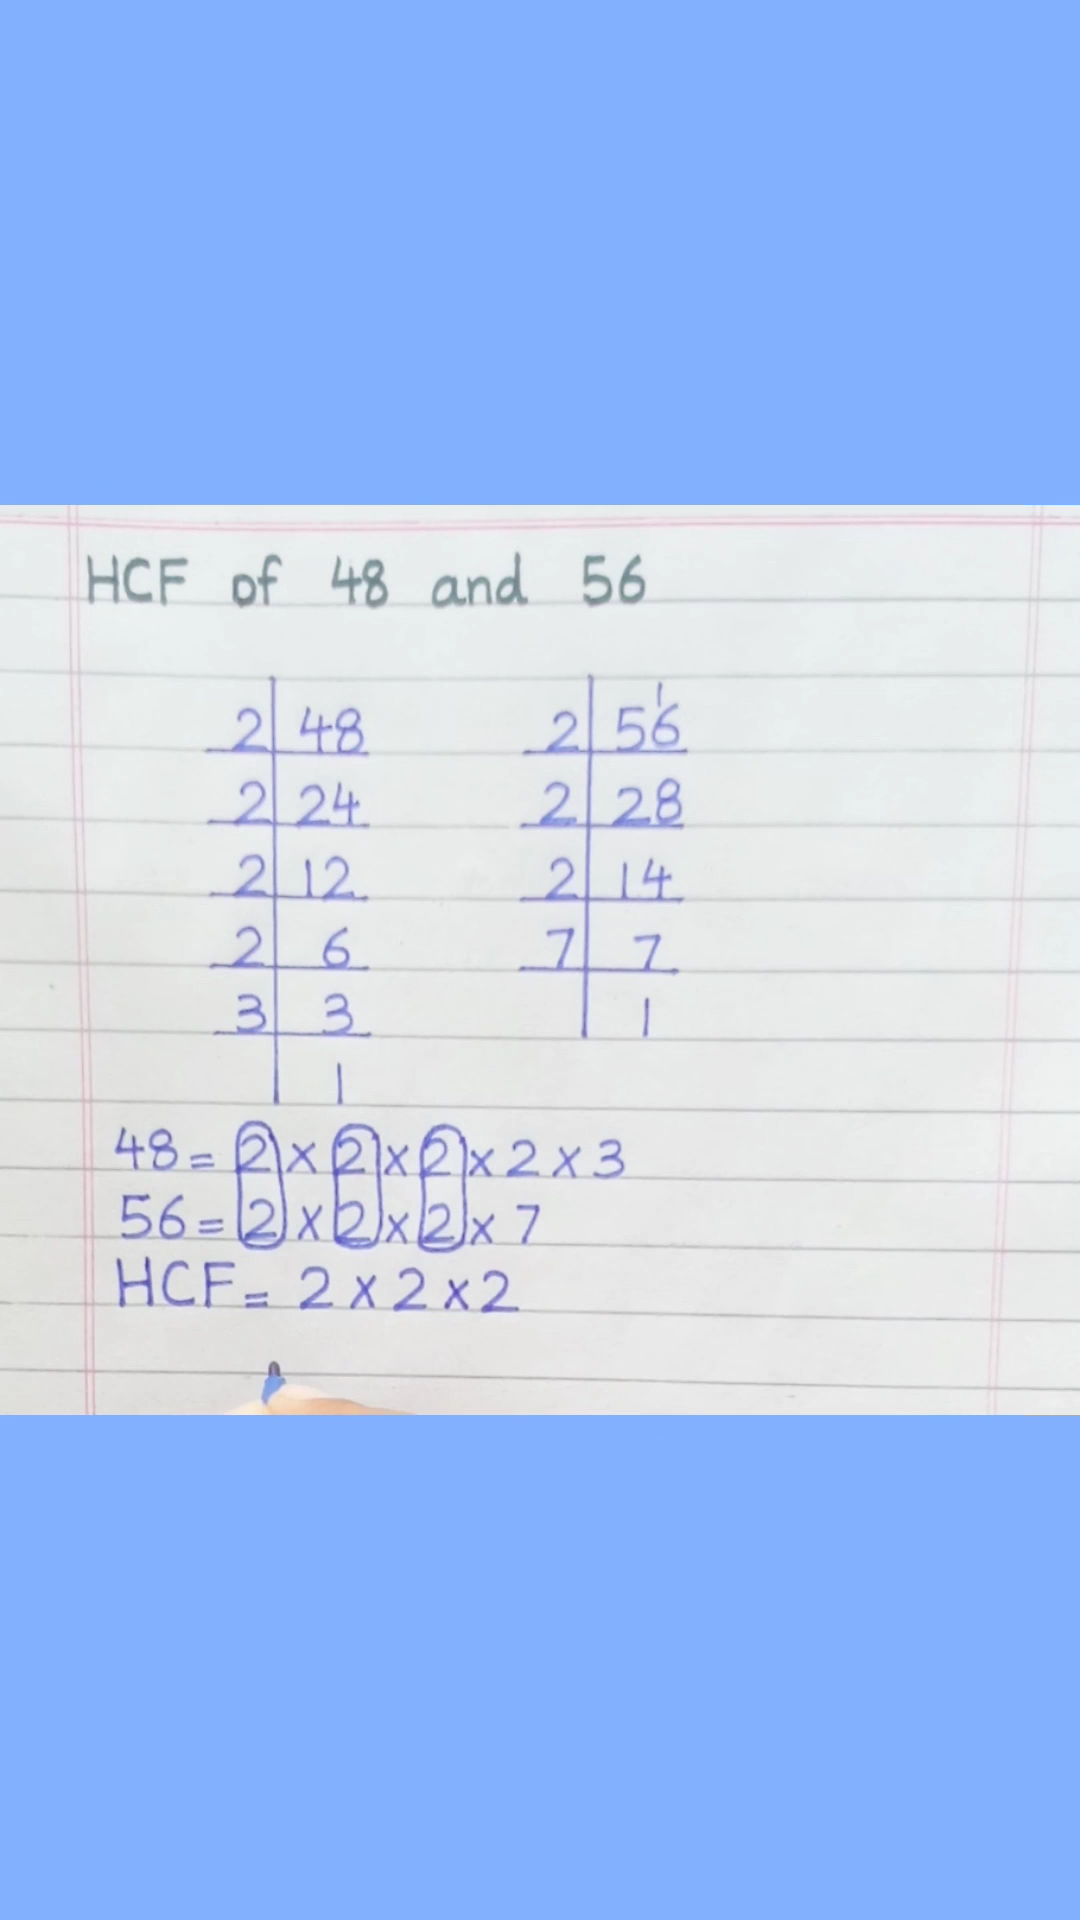 HCF of 48 and 56
2 48
2 24
2 12
2 6
3 3
1
2 56 1
2 28
2 14
7 7
1
48 = 2 × 2 × 2 × 2 × 3
56 = 2 × 2 × 2 × 7
HCF = 2 × 2 × 2